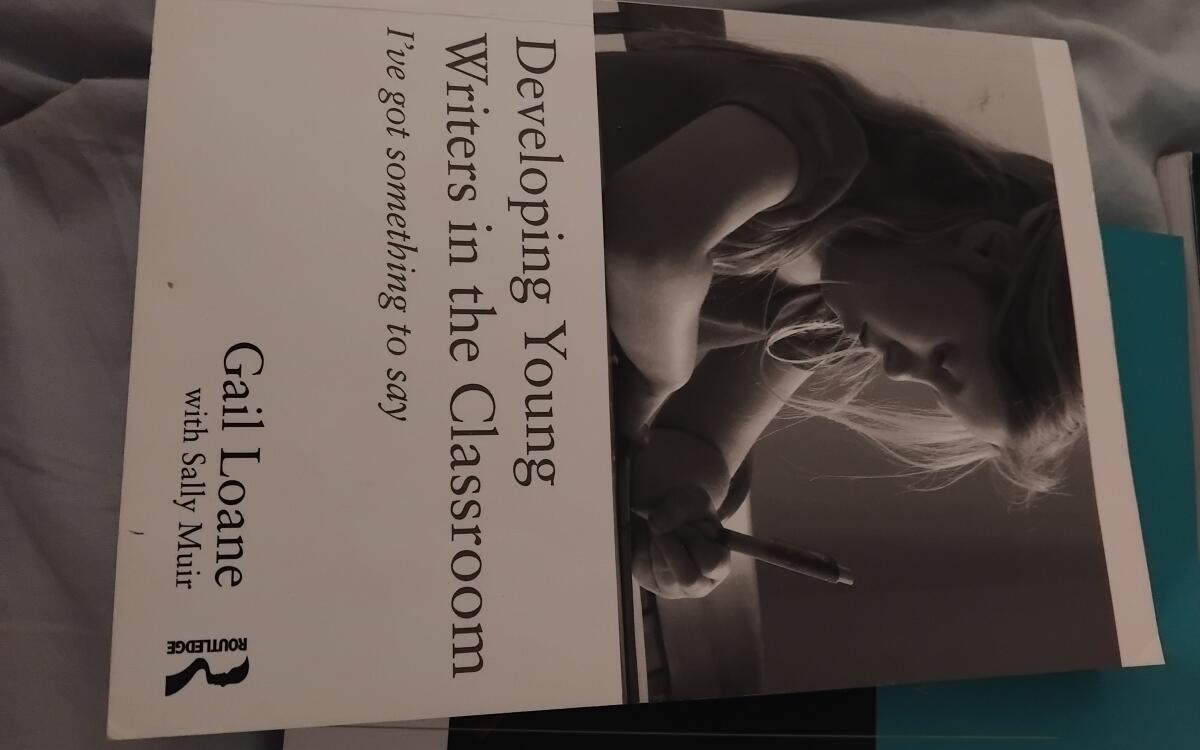 Developing Young
Writers in the Classroom
I've got something to say
Gail Loane
with Sally Muir
ROUTLEDGE